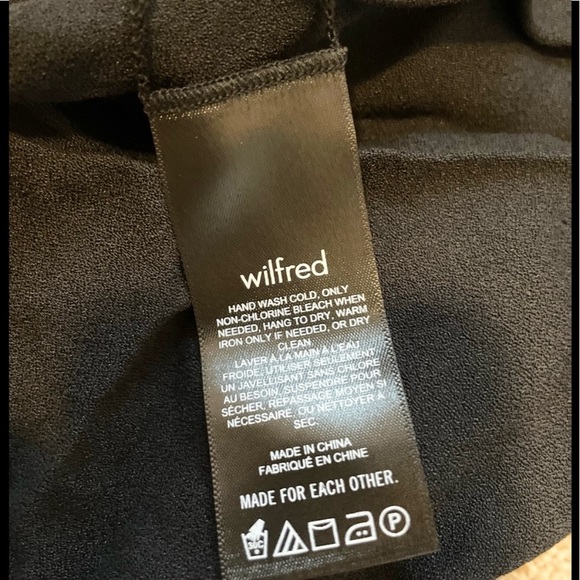 wilfred
HAND WASH COLD, ONLY
NON-CHLORINE BLEACH WHEN
NEEDED, HANG TO DRY, WARM
IRON ONLY IF NEEDED, OR DRY
CLEAN
LAVER À LA MAIN À L'EAU
FROIDE, UTILISER SEULEMENT
UN JAVELLISANT SANS CHLORE
AU BESOIN, SUSPENDRE POUR
SÉCHER, REPASSAGE MOYEN SI
NÉCESSAIRE, OU NETTOYER À
SEC.
MADE IN CHINA
FABRIQUÉ EN CHINE
MADE FOR EACH OTHER.
30C
P